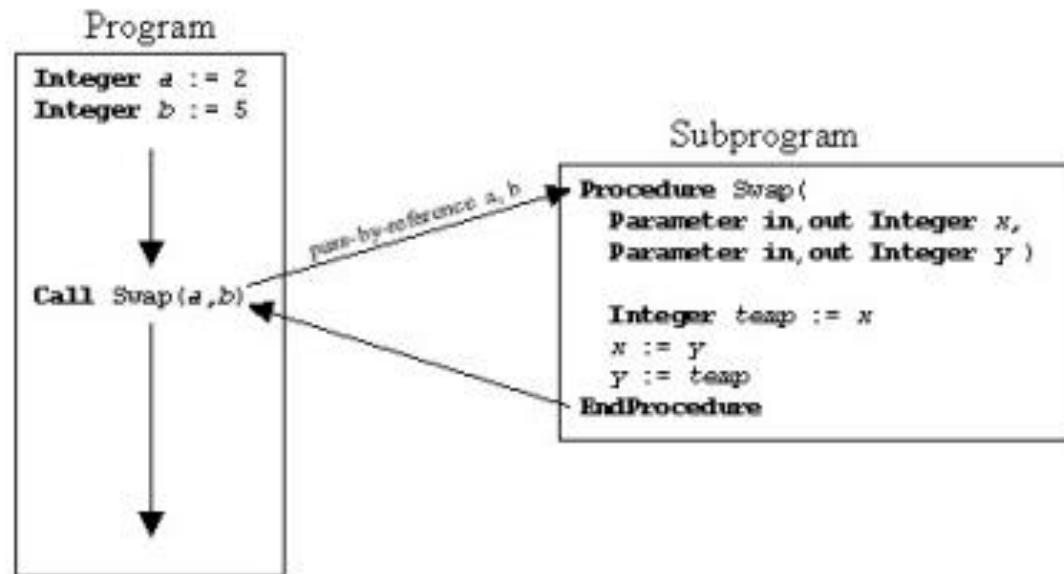 Program
Integer a := 2
Integer b := 5
Call Swap(a,b)
pass-by-reference a, b
Subprogram
Procedure Swap(
Parameter in,out Integer x,
Parameter in,out Integer y )
Integer temp := x
x := y
y := temp
EndProcedure